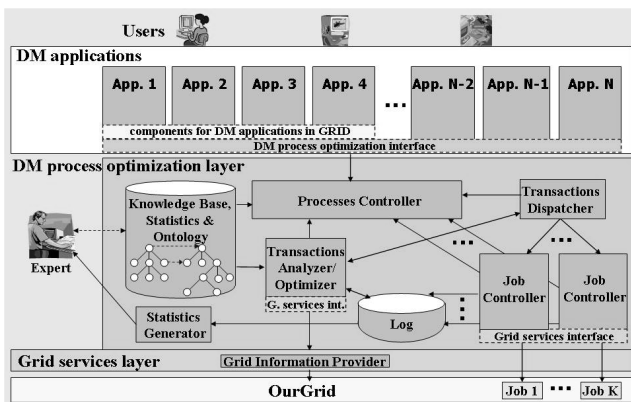 Users
DM applications
App. 1
App. 2
App. 3
App. 4
App. N-2
App. N-1
App. N
components for DM applications in GRID
DM process optimization interface
DM process optimization layer
Knowledge Base,
Statistics &
Ontology
Processes Controller
Transactions
Dispatcher
Expert
Transactions
Analyzer/
Optimizer
G. services int.
Job
Controller
Job
Controller
Statistics
Generator
Log
Grid services interface
Grid services layer
Grid Information Provider
OurGrid
Job 1
Job K